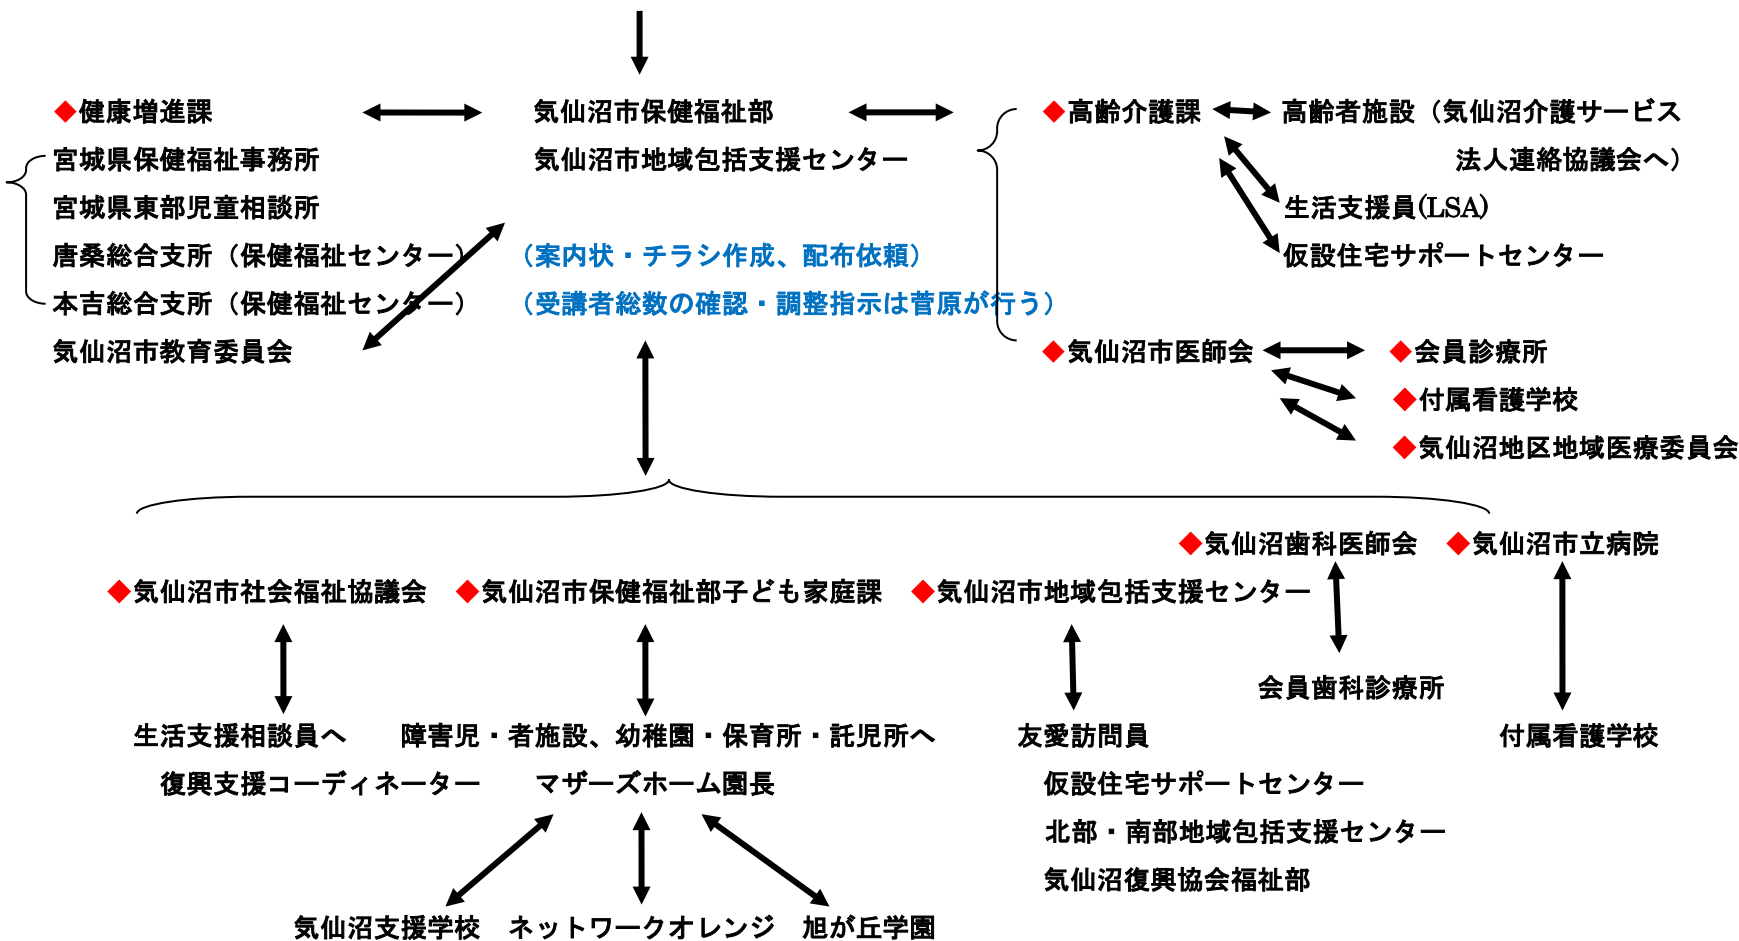 ◆健康増進課
宮城県保健福祉事務所
宮城県東部児童相談所
唐桑総合支所（保健福祉センター）
本吉総合支所（保健福祉センター）
気仙沼市教育委員会
気仙沼市保健福祉部
気仙沼市地域包括支援センター
（案内状・チラシ作成、配布依頼）
（受講者総数の確認・調整指示は菅原が行う）
◆高齢介護課
高齢者施設（気仙沼介護サービス
法人連絡協議会へ）
生活支援員(LSA)
仮設住宅サポートセンター
◆気仙沼市医師会
◆会員診療所
◆付属看護学校
◆気仙沼地区地域医療委員会
◆気仙沼歯科医師会
◆気仙沼市立病院
◆気仙沼市社会福祉協議会
◆気仙沼市保健福祉部子ども家庭課
◆気仙沼市地域包括支援センター
会員歯科診療所
生活支援相談員へ
復興支援コーディネーター
障害児・者施設、幼稚園・保育所・託児所へ
マザーズホーム園長
友愛訪問員
仮設住宅サポートセンター
北部・南部地域包括支援センター
気仙沼復興協会福祉部
付属看護学校
気仙沼支援学校
ネットワークオレンジ
旭が丘学園